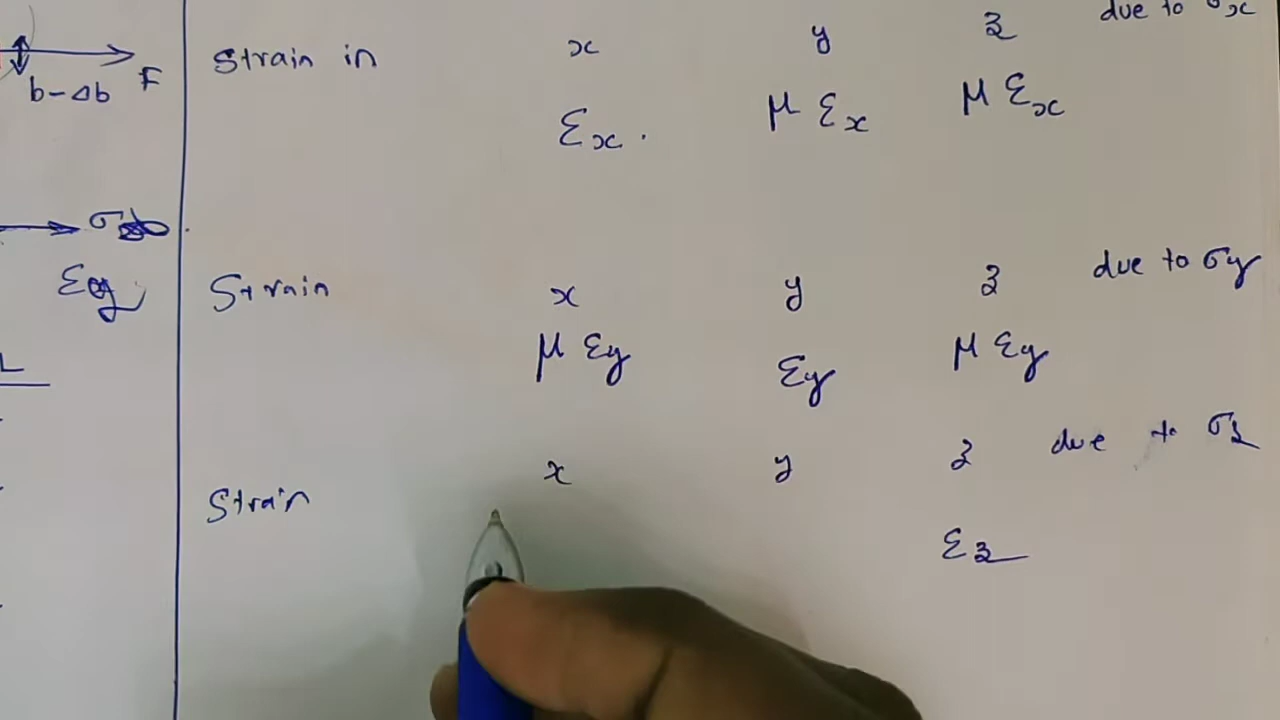 Strain in x y z due to σx
F
b-Δb
εx. μ εx μ εx
σ
Strain x y z due to σy
μ εy εy μ εy
Strain x y z due to σz
εz